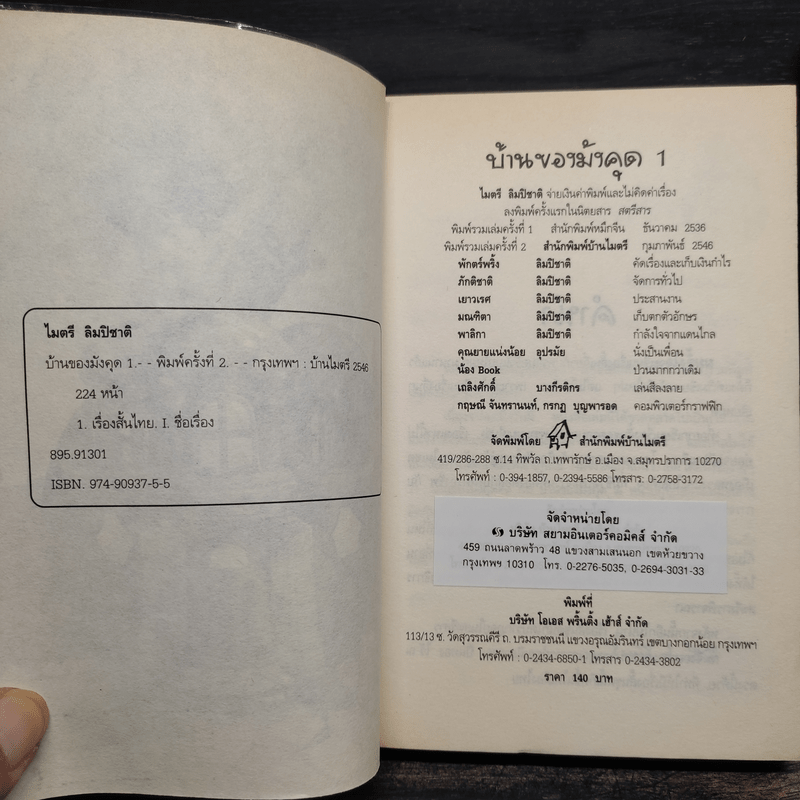 ไมตรี ลิมปิชาติ
บ้านของมังคุด 1.- - พิมพ์ครั้งที่ 2. - - กรุงเทพฯ : บ้านไมตรี 2546
224 หน้า
1. เรื่องสั้นไทย. I. ชื่อเรื่อง
895.91301
ISBN. 974-90937-5-5
บ้านของมังคุด 1
ไมตรี ลิมปิชาติ จ่ายเงินค่าพิมพ์และไม่คิดค่าเรื่อง
ลงพิมพ์ครั้งแรกในนิตยสาร สตรีสาร
พิมพ์รวมเล่มครั้งที่ 1 สำนักพิมพ์หมึกจีน ธันวาคม 2536
พิมพ์รวมเล่มครั้งที่ 2 สำนักพิมพ์บ้านไมตรี กุมภาพันธ์ 2546
พักตร์พริ้ง ลิมปิชาติ คัดเรื่องและเก็บเงินกำไร
ภักติชาติ ลิมปิชาติ จัดการทั่วไป
เยาวเรศ ลิมปิชาติ ประสานงาน
มณฑิตา ลิมปิชาติ เก็บตกตัวอักษร
พาลิกา ลิมปิชาติ กำลังใจจากแดนไกล
คุณยายแน่งน้อย อุปรมัย นั่งเป็นเพื่อน
น้อง Book ป่วนมากกว่าเดิม
เถลิงศักดิ์ บางกีรติกร เล่นสีลงลาย
กฤษณี จันทรานนท์, กรกฎ บุญพารอด คอมพิวเตอร์กราฟฟิก
จัดพิมพ์โดย สำนักพิมพ์บ้านไมตรี
419/286-288 ซ.14 ทิพวัล ถ.เทพารักษ์ อ.เมือง จ.สมุทรปราการ 10270
โทรศัพท์ : 0-394-1857, 0-2394-5586 โทรสาร: 0-2758-3172
จัดจำหน่ายโดย
บริษัท สยามอินเตอร์คอมิคส์ จำกัด
459 ถนนลาดพร้าว 48 แขวงสามเสนนอก เขตห้วยขวาง
กรุงเทพฯ 10310 โทร. 0-2276-5035, 0-2694-3031-33
พิมพ์ที่
บริษัท โอเอส พริ้นติ้ง เฮ้าส์ จำกัด
113/13 ซ. วัดสุวรรณคีรี ถ. บรมราชชนนี แขวงอรุณอัมรินทร์ เขตบางกอกน้อย กรุงเทพฯ
โทรศัพท์ : 0-2434-6850-1 โทรสาร 0-2434-3802
ราคา 140 บาท